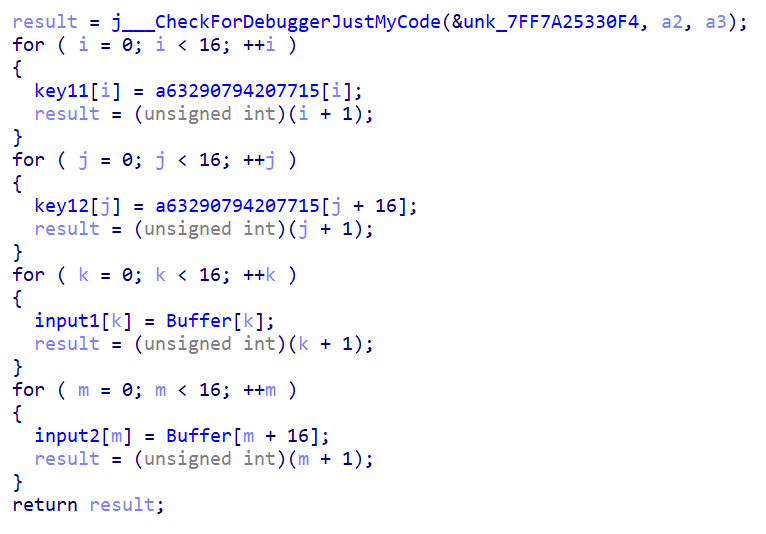 result = j___CheckForDebuggerJustMyCode(&unk_7FF7A25330F4, a2, a3);
for ( i = 0; i < 16; ++i )
{
  key11[i] = a63290794207715[i];
  result = (unsigned int)(i + 1);
}
for ( j = 0; j < 16; ++j )
{
  key12[j] = a63290794207715[j + 16];
  result = (unsigned int)(j + 1);
}
for ( k = 0; k < 16; ++k )
{
  input1[k] = Buffer[k];
  result = (unsigned int)(k + 1);
}
for ( m = 0; m < 16; ++m )
{
  input2[m] = Buffer[m + 16];
  result = (unsigned int)(m + 1);
}
return result;